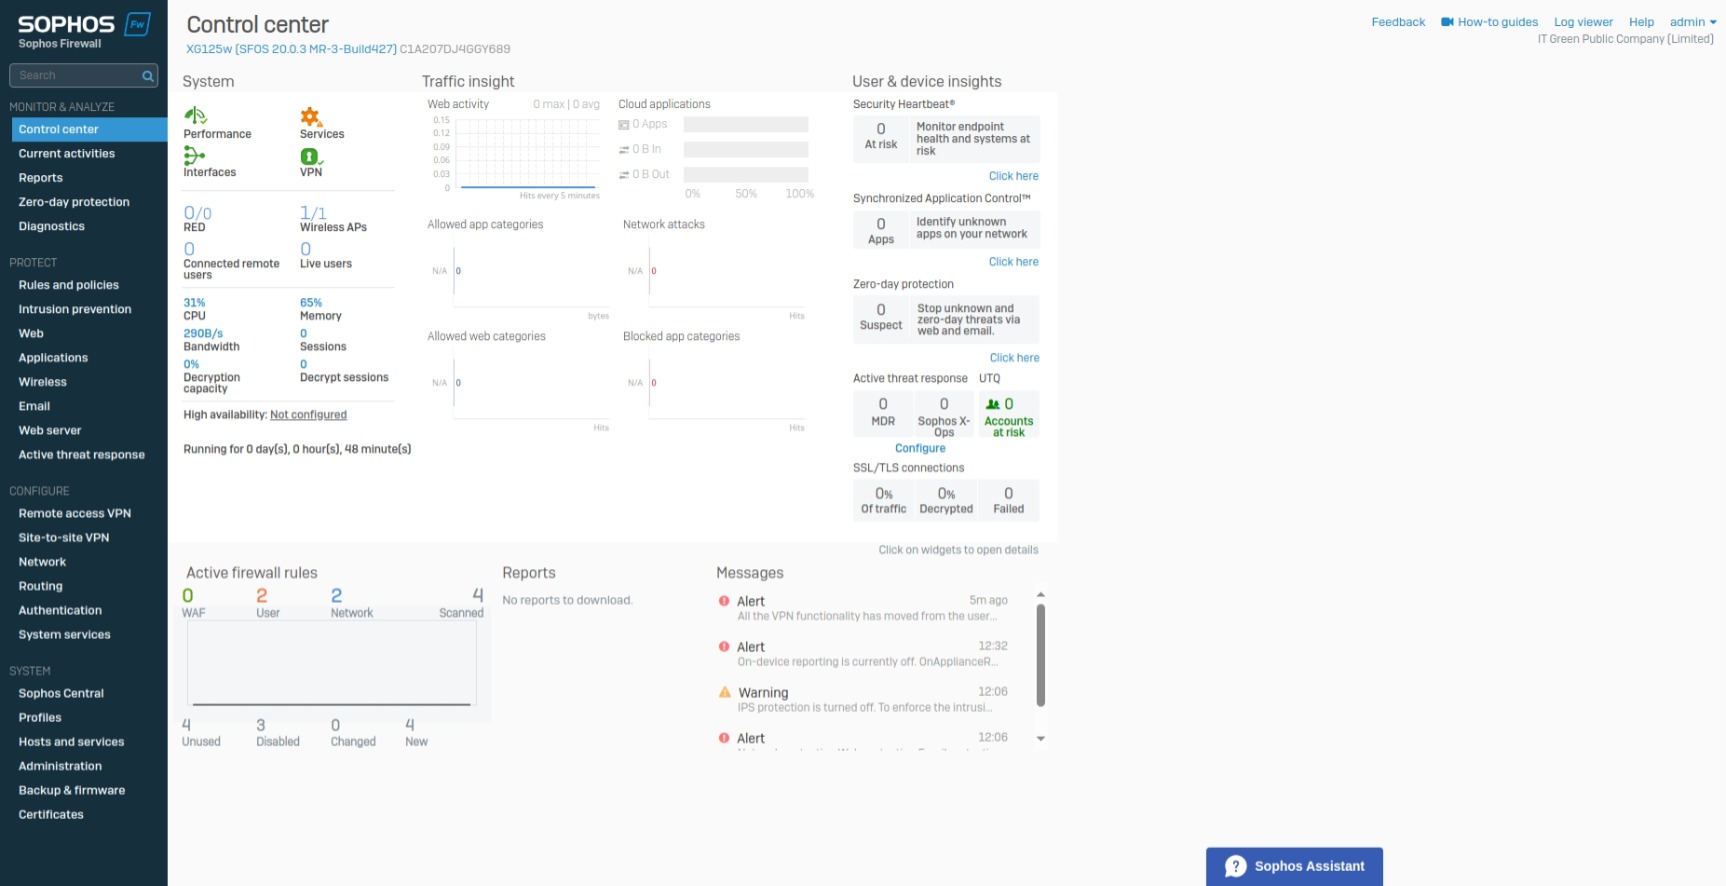 SOPHOS Fw
Sophos Firewall
Search
MONITOR & ANALYZE
Control center
Current activities
Reports
Zero-day protection
Diagnostics
PROTECT
Rules and policies
Intrusion prevention
Web
Applications
Wireless
Email
Web server
Active threat response
CONFIGURE
Remote access VPN
Site-to-site VPN
Network
Routing
Authentication
System services
SYSTEM
Sophos Central
Profiles
Hosts and services
Administration
Backup & firmware
Certificates
Control center
XG125w (SFOS 20.0.3 MR-3-Build427) C1A207DJ4GGY689
Feedback How-to guides Log viewer Help admin
IT Green Public Company (Limited)
System
Performance Services
Interfaces VPN
0/0 1/1
RED Wireless APs
0 0
Connected remote users Live users
31% 65%
CPU Memory
290B/s 0
Bandwidth Sessions
0% 0
Decryption capacity Decrypt sessions
High availability: Not configured
Running for 0 day(s), 0 hour(s), 48 minute(s)
Traffic insight
Web activity 0 max | 0 avg
0.15
0.12
0.09
0.06
0.03
0
Hits every 5 minutes
Cloud applications
0 Apps
0 B In
0 B Out
0% 50% 100%
Allowed app categories
N/A 0
bytes
Network attacks
N/A 0
Hits
Allowed web categories
N/A 0
Hits
Blocked app categories
N/A 0
Hits
User & device insights
Security Heartbeat®
0
At risk
Monitor endpoint
health and systems at
risk
Click here
Synchronized Application Control™
0
Apps
Identify unknown
apps on your network
Click here
Zero-day protection
0
Suspect
Stop unknown and
zero-day threats via
web and email.
Click here
Active threat response UTQ
0 0 0
MDR Sophos X-Ops Accounts at risk
Configure
SSL/TLS connections
0% 0% 0
Of traffic Decrypted Failed
Click on widgets to open details
Active firewall rules
0 2 2 4
WAF User Network Scanned
4 3 0 4
Unused Disabled Changed New
Reports
No reports to download.
Messages
Alert 5m ago
All the VPN functionality has moved from the user...
Alert 12:32
On-device reporting is currently off. OnApplianceR...
Warning 12:06
IPS protection is turned off. To enforce the intrusi...
Alert 12:06
Sophos Assistant